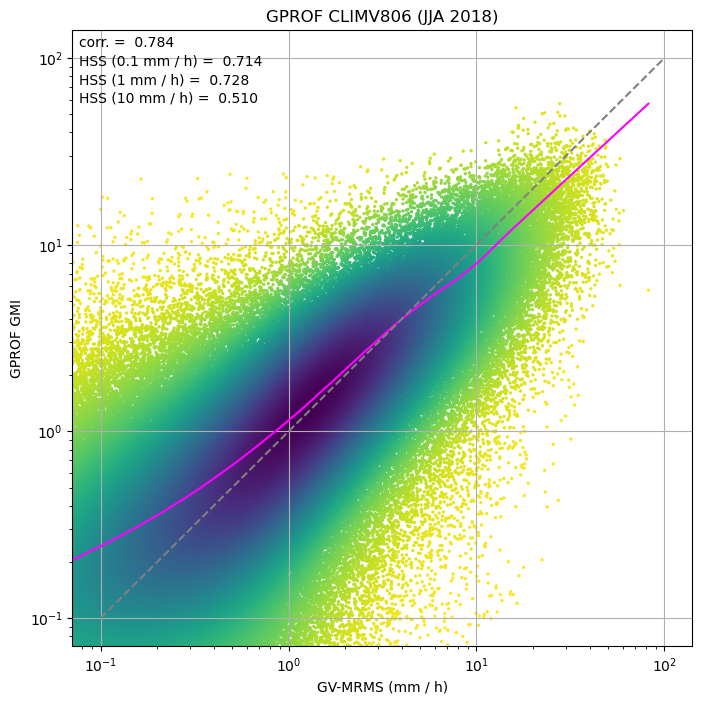 GPROF CLIMV806 (JJA 2018)
corr. =  0.784
HSS (0.1 mm / h) =  0.714
HSS (1 mm / h) =  0.728
HSS (10 mm / h) =  0.510
GPROF GMI
10²
10¹
10⁰
10⁻¹
10⁻¹ 10⁰ 10¹ 10²
GV-MRMS (mm / h)